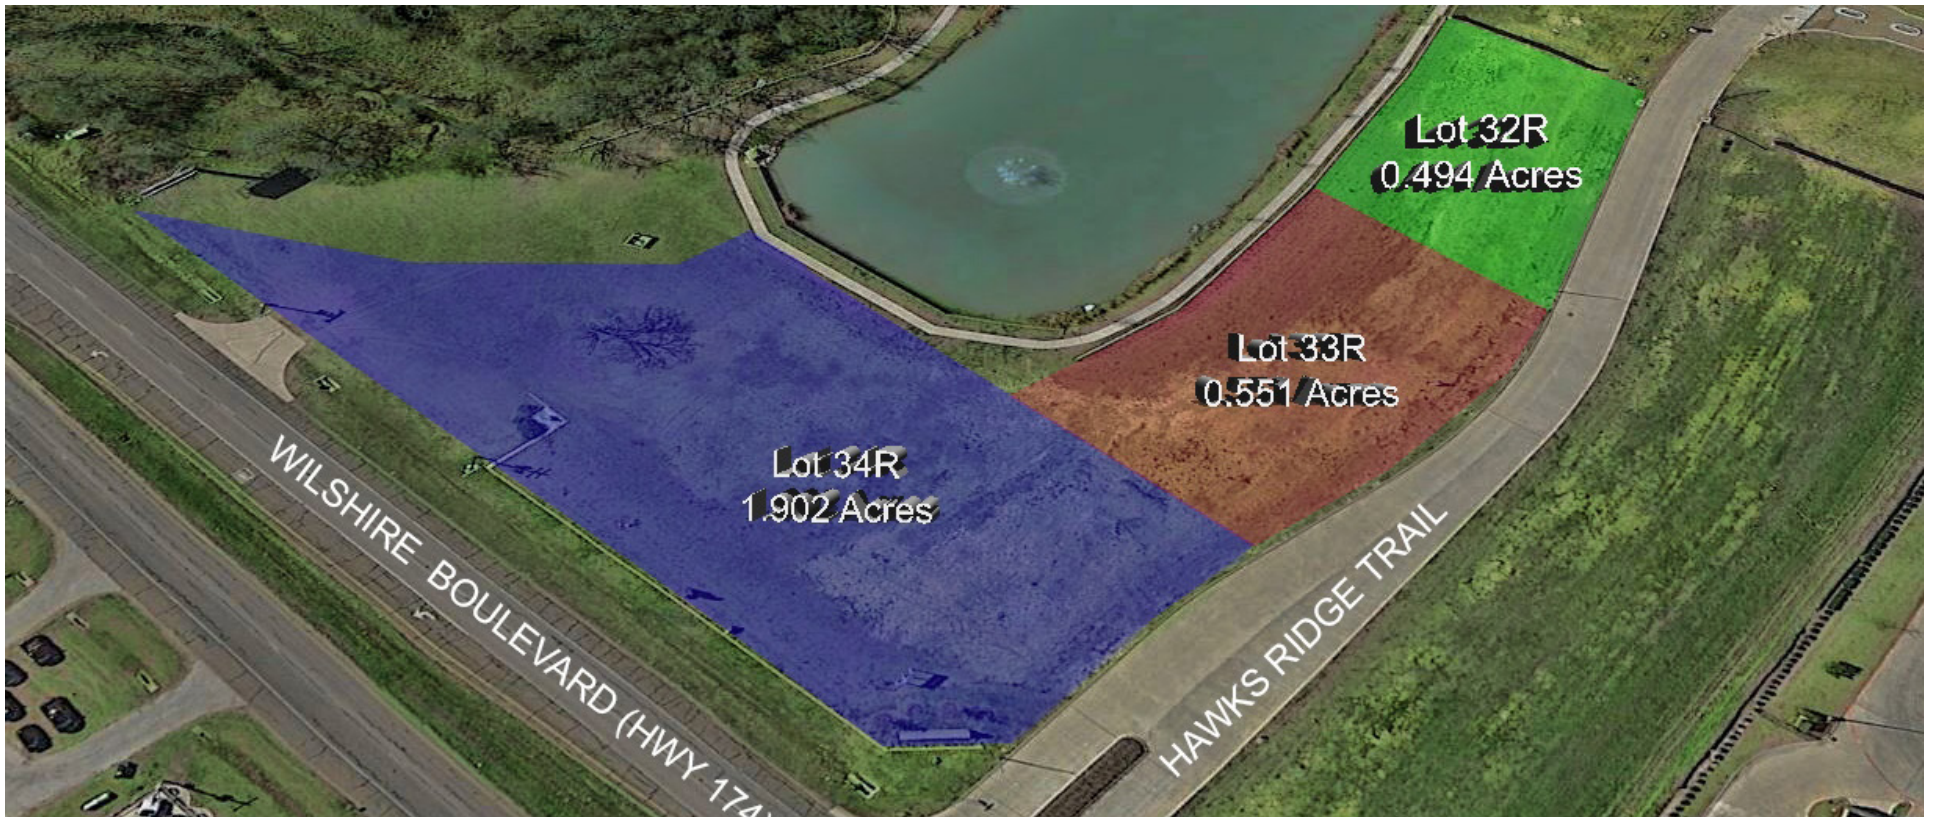 Lot 32R
0.494 Acres
Lot 33R
0.551 Acres
Lot 34R
1.902 Acres
WILSHIRE BOULEVARD (HWY 174)
HAWKS RIDGE TRAIL